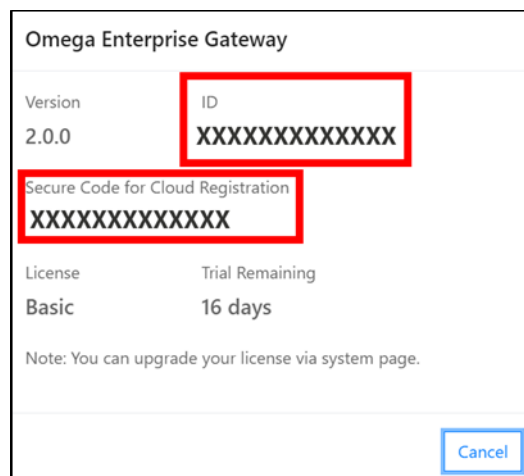 Omega Enterprise Gateway
Version ID
2.0.0 XXXXXXXXXXXXX
Secure Code for Cloud Registration
XXXXXXXXXXXXX
License Trial Remaining
Basic 16 days
Note: You can upgrade your license via system page.
Cancel